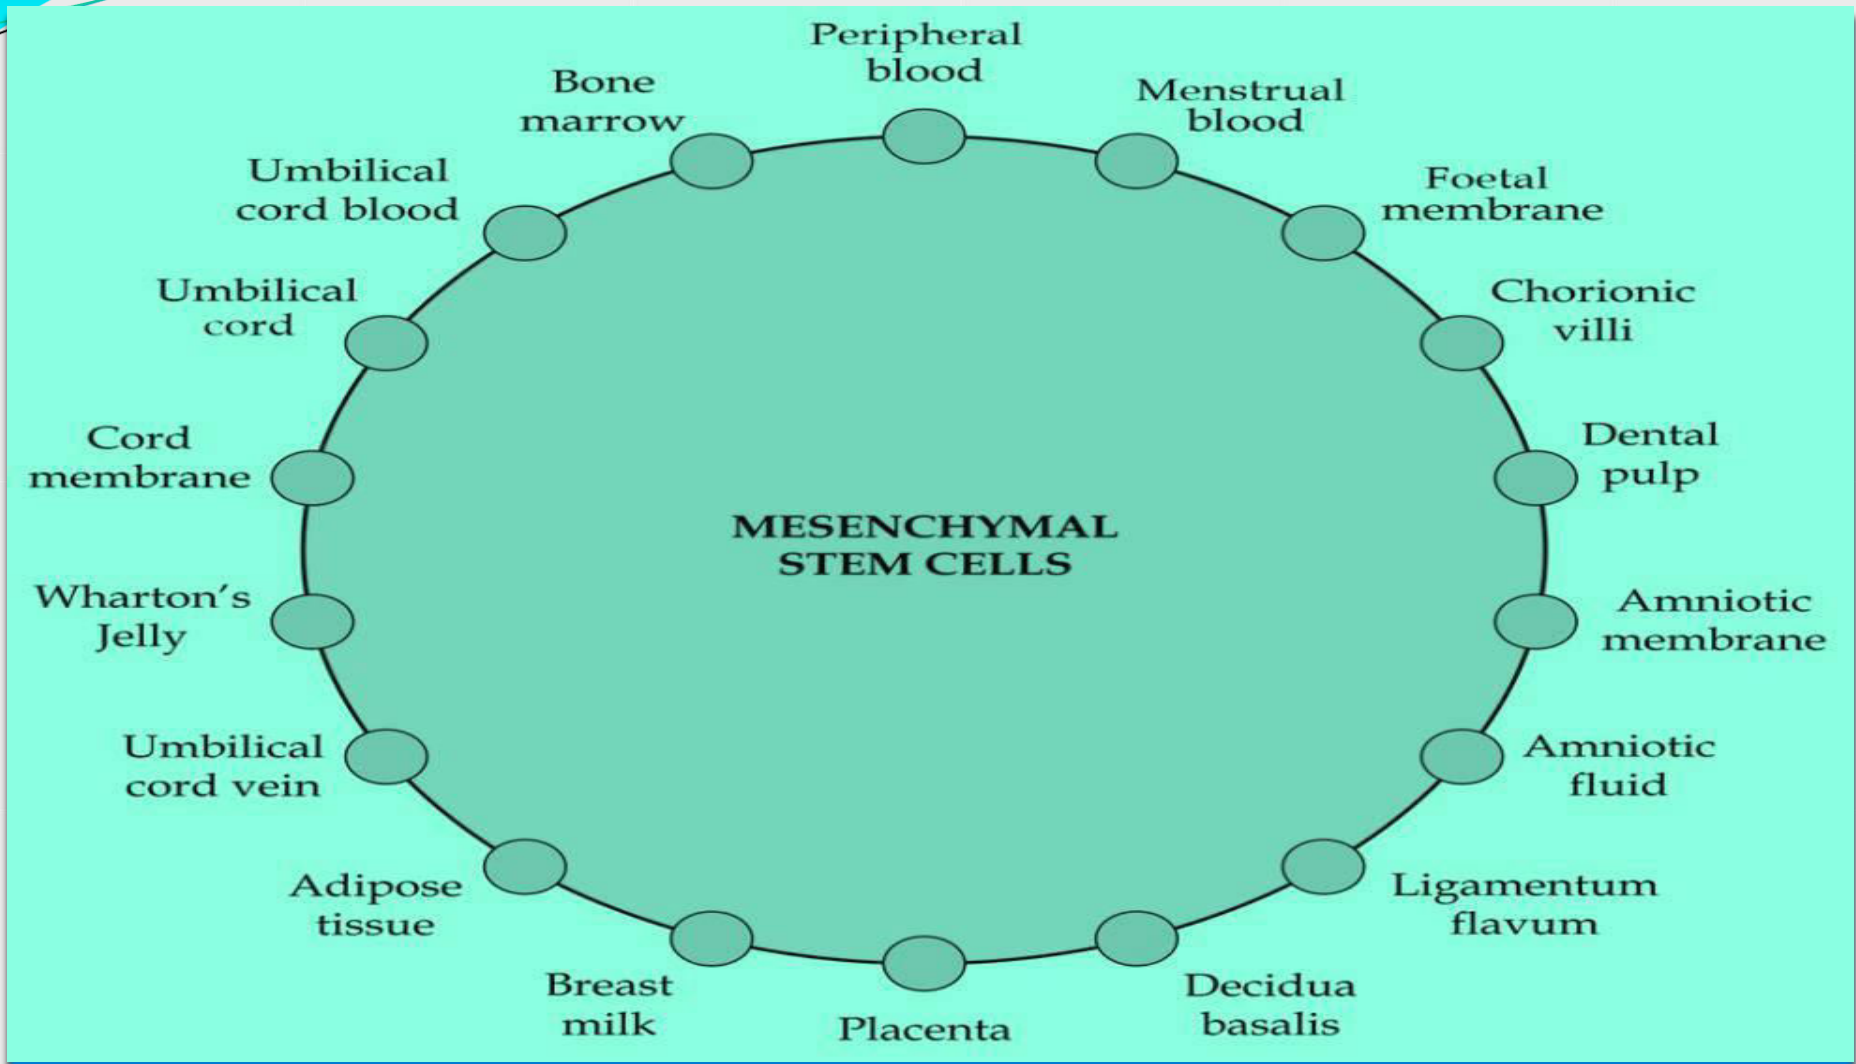 Peripheral
blood
Menstrual
blood
Foetal
membrane
Chorionic
villi
Dental
pulp
Amniotic
membrane
Amniotic
fluid
Ligamentum
flavum
Decidua
basalis
Placenta
Breast
milk
Adipose
tissue
Umbilical
cord vein
Wharton’s
Jelly
Cord
membrane
Umbilical
cord
Umbilical
cord blood
Bone
marrow
MESENCHYMAL
STEM CELLS